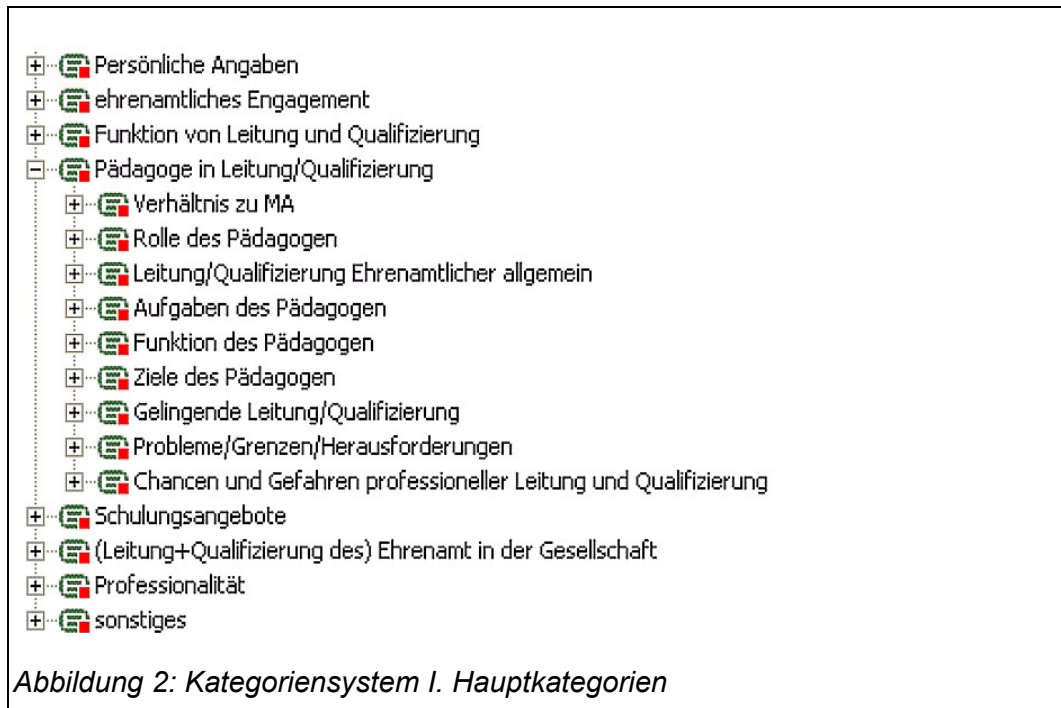 Persönliche Angaben
ehrenamtliches Engagement
Funktion von Leitung und Qualifizierung
Pädagoge in Leitung/Qualifizierung
Verhältnis zu MA
Rolle des Pädagogen
Leitung/Qualifizierung Ehrenamtlicher allgemein
Aufgaben des Pädagogen
Funktion des Pädagogen
Ziele des Pädagogen
Gelingende Leitung/Qualifizierung
Probleme/Grenzen/Herausforderungen
Chancen und Gefahren professioneller Leitung und Qualifizierung
Schulungsangebote
(Leitung+Qualifizierung des) Ehrenamt in der Gesellschaft
Professionalität
sonstiges
Abbildung 2: Kategoriensystem I. Hauptkategorien